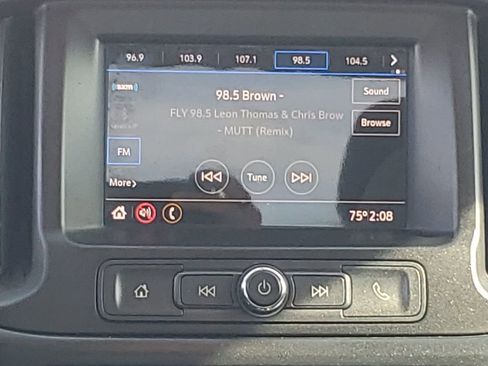 96.9 103.9 107.1 98.5 104.5
sxm
98.5 Brown -
Sound
FLY 98.5 Leon Thomas & Chris Brow
- MUTT (Remix)
Browse
FM
Tune
More
75° 2:08